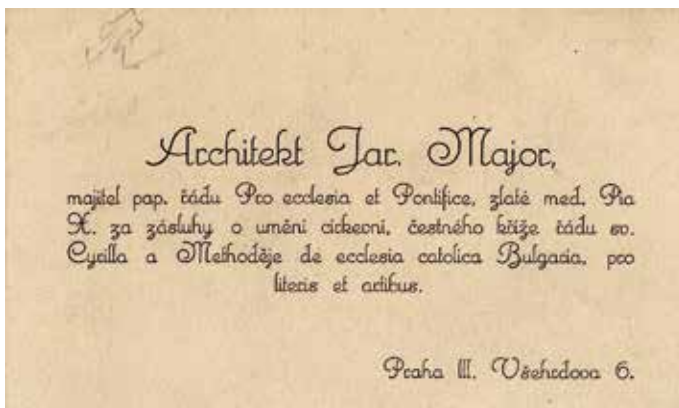 Architekt Jar. Major,
majitel pap. řádu Pro ecclesia et Pontifice, zlaté med. Pia
X. za zásluhy o umění církevní, čestného kříže řádu sv.
Cyrilla a Methoděje de ecclesia catolica Bulgaria, pro
literis et artibus.
Praha III. Všehrdova 6.